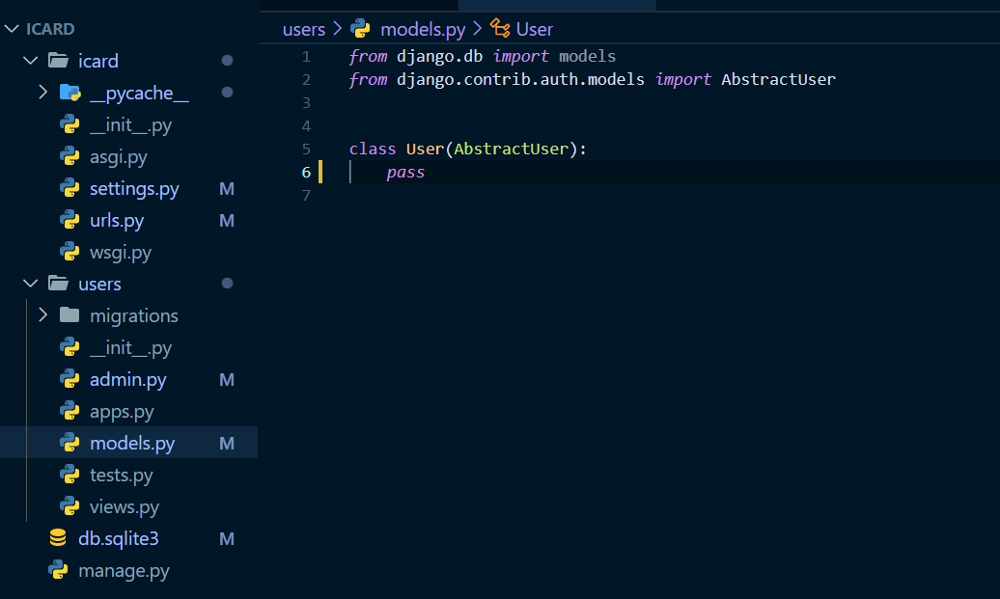 ICARD
icard
__pycache__
__init__.py
asgi.py
settings.py M
urls.py M
wsgi.py
users
migrations
__init__.py
admin.py M
apps.py
models.py M
tests.py
views.py
db.sqlite3 M
manage.py
users > models.py > User
1 from django.db import models
2 from django.contrib.auth.models import AbstractUser
3
4
5 class User(AbstractUser):
6     pass
7